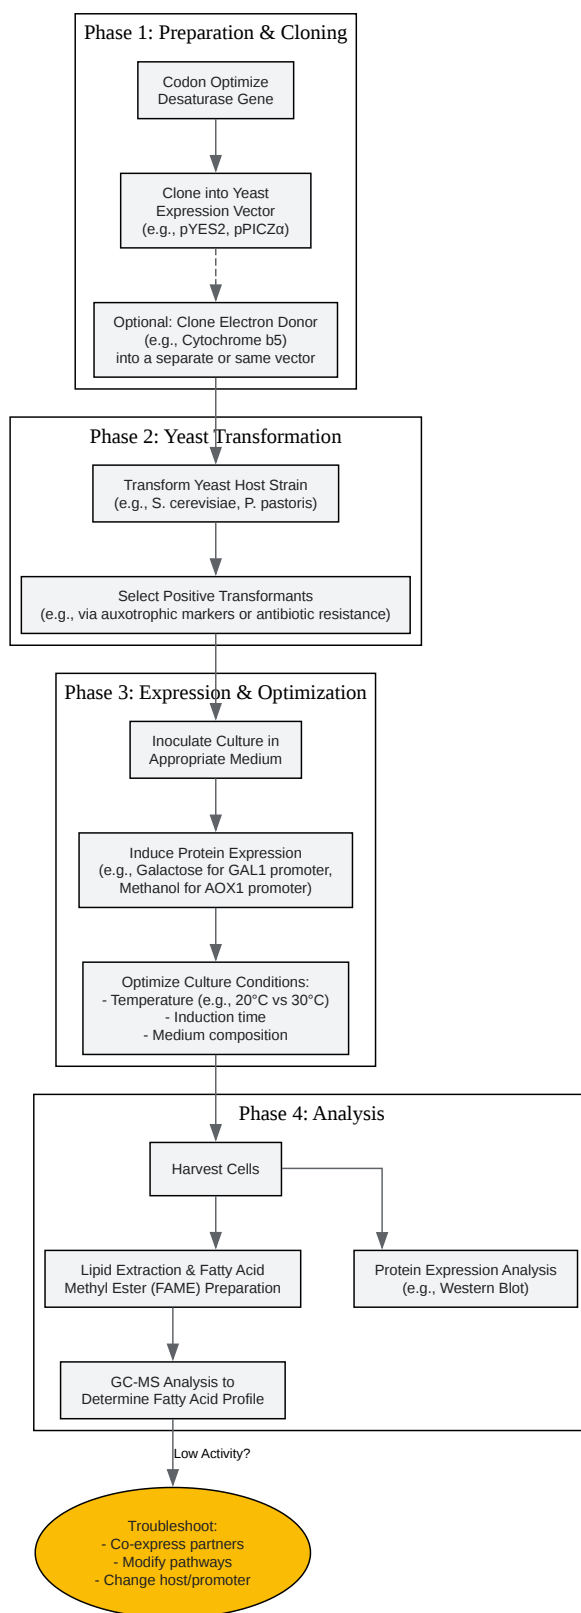 Phase 1: Preparation & Cloning
Codon Optimize
Desaturase Gene
Clone into Yeast
Expression Vector
(e.g., pYES2, pPICZα)
Optional: Clone Electron Donor
(e.g., Cytochrome b5)
into a separate or same vector
Phase 2: Yeast Transformation
Transform Yeast Host Strain
(e.g., S. cerevisiae, P. pastoris)
Select Positive Transformants
(e.g., via auxotrophic markers or antibiotic resistance)
Phase 3: Expression & Optimization
Inoculate Culture in
Appropriate Medium
Induce Protein Expression
(e.g., Galactose for GAL1 promoter,
Methanol for AOX1 promoter)
Optimize Culture Conditions:
- Temperature (e.g., 20°C vs 30°C)
- Induction time
- Medium composition
Phase 4: Analysis
Harvest Cells
Lipid Extraction & Fatty Acid
Methyl Ester (FAME) Preparation
Protein Expression Analysis
(e.g., Western Blot)
GC-MS Analysis to
Determine Fatty Acid Profile
Low Activity?
Troubleshoot:
- Co-express partners
- Modify pathways
- Change host/promoter